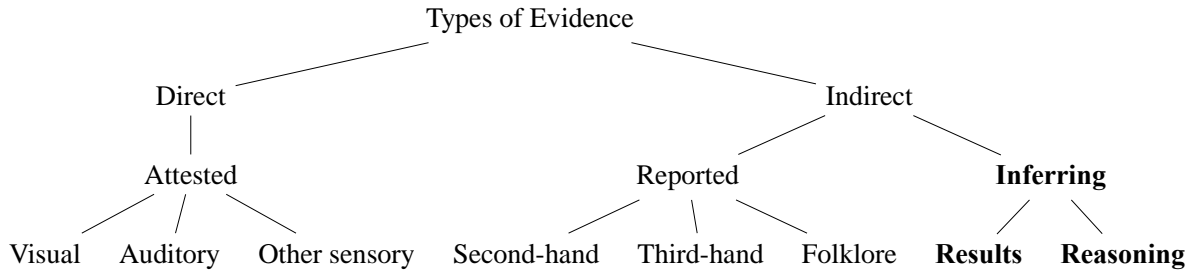 Types of Evidence
Direct Indirect
Attested Reported Inferring
Visual Auditory Other sensory Second-hand Third-hand Folklore Results Reasoning